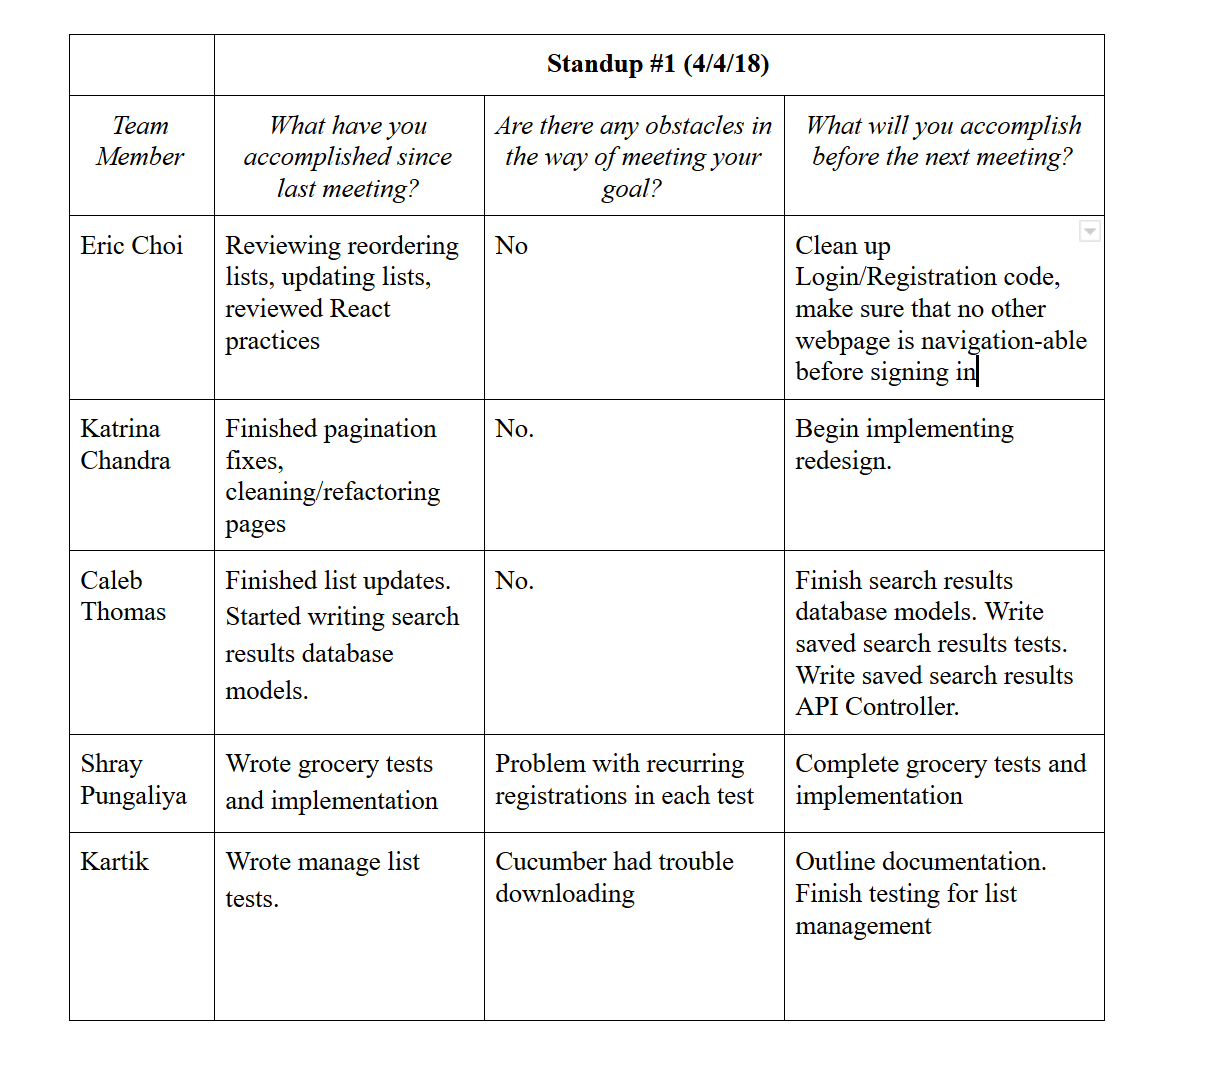 Standup #1 (4/4/18)
Team
Member
What have you
accomplished since
last meeting?
Are there any obstacles in
the way of meeting your
goal?
What will you accomplish
before the next meeting?
Eric Choi
Reviewing reordering
lists, updating lists,
reviewed React
practices
No
Clean up
Login/Registration code,
make sure that no other
webpage is navigation-able
before signing in
Katrina
Chandra
Finished pagination
fixes,
cleaning/refactoring
pages
No.
Begin implementing
redesign.
Caleb
Thomas
Finished list updates.
Started writing search
results database
models.
No.
Finish search results
database models. Write
saved search results tests.
Write saved search results
API Controller.
Shray
Pungaliya
Wrote grocery tests
and implementation
Problem with recurring
registrations in each test
Complete grocery tests and
implementation
Kartik
Wrote manage list
tests.
Cucumber had trouble
downloading
Outline documentation.
Finish testing for list
management